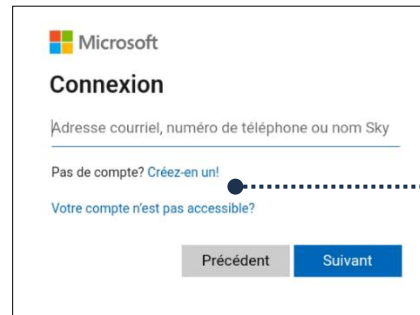 Microsoft
Connexion
Adresse courriel, numéro de téléphone ou nom Sky
Pas de compte? Créez-en un!
Votre compte n'est pas accessible?
Précédent Suivant